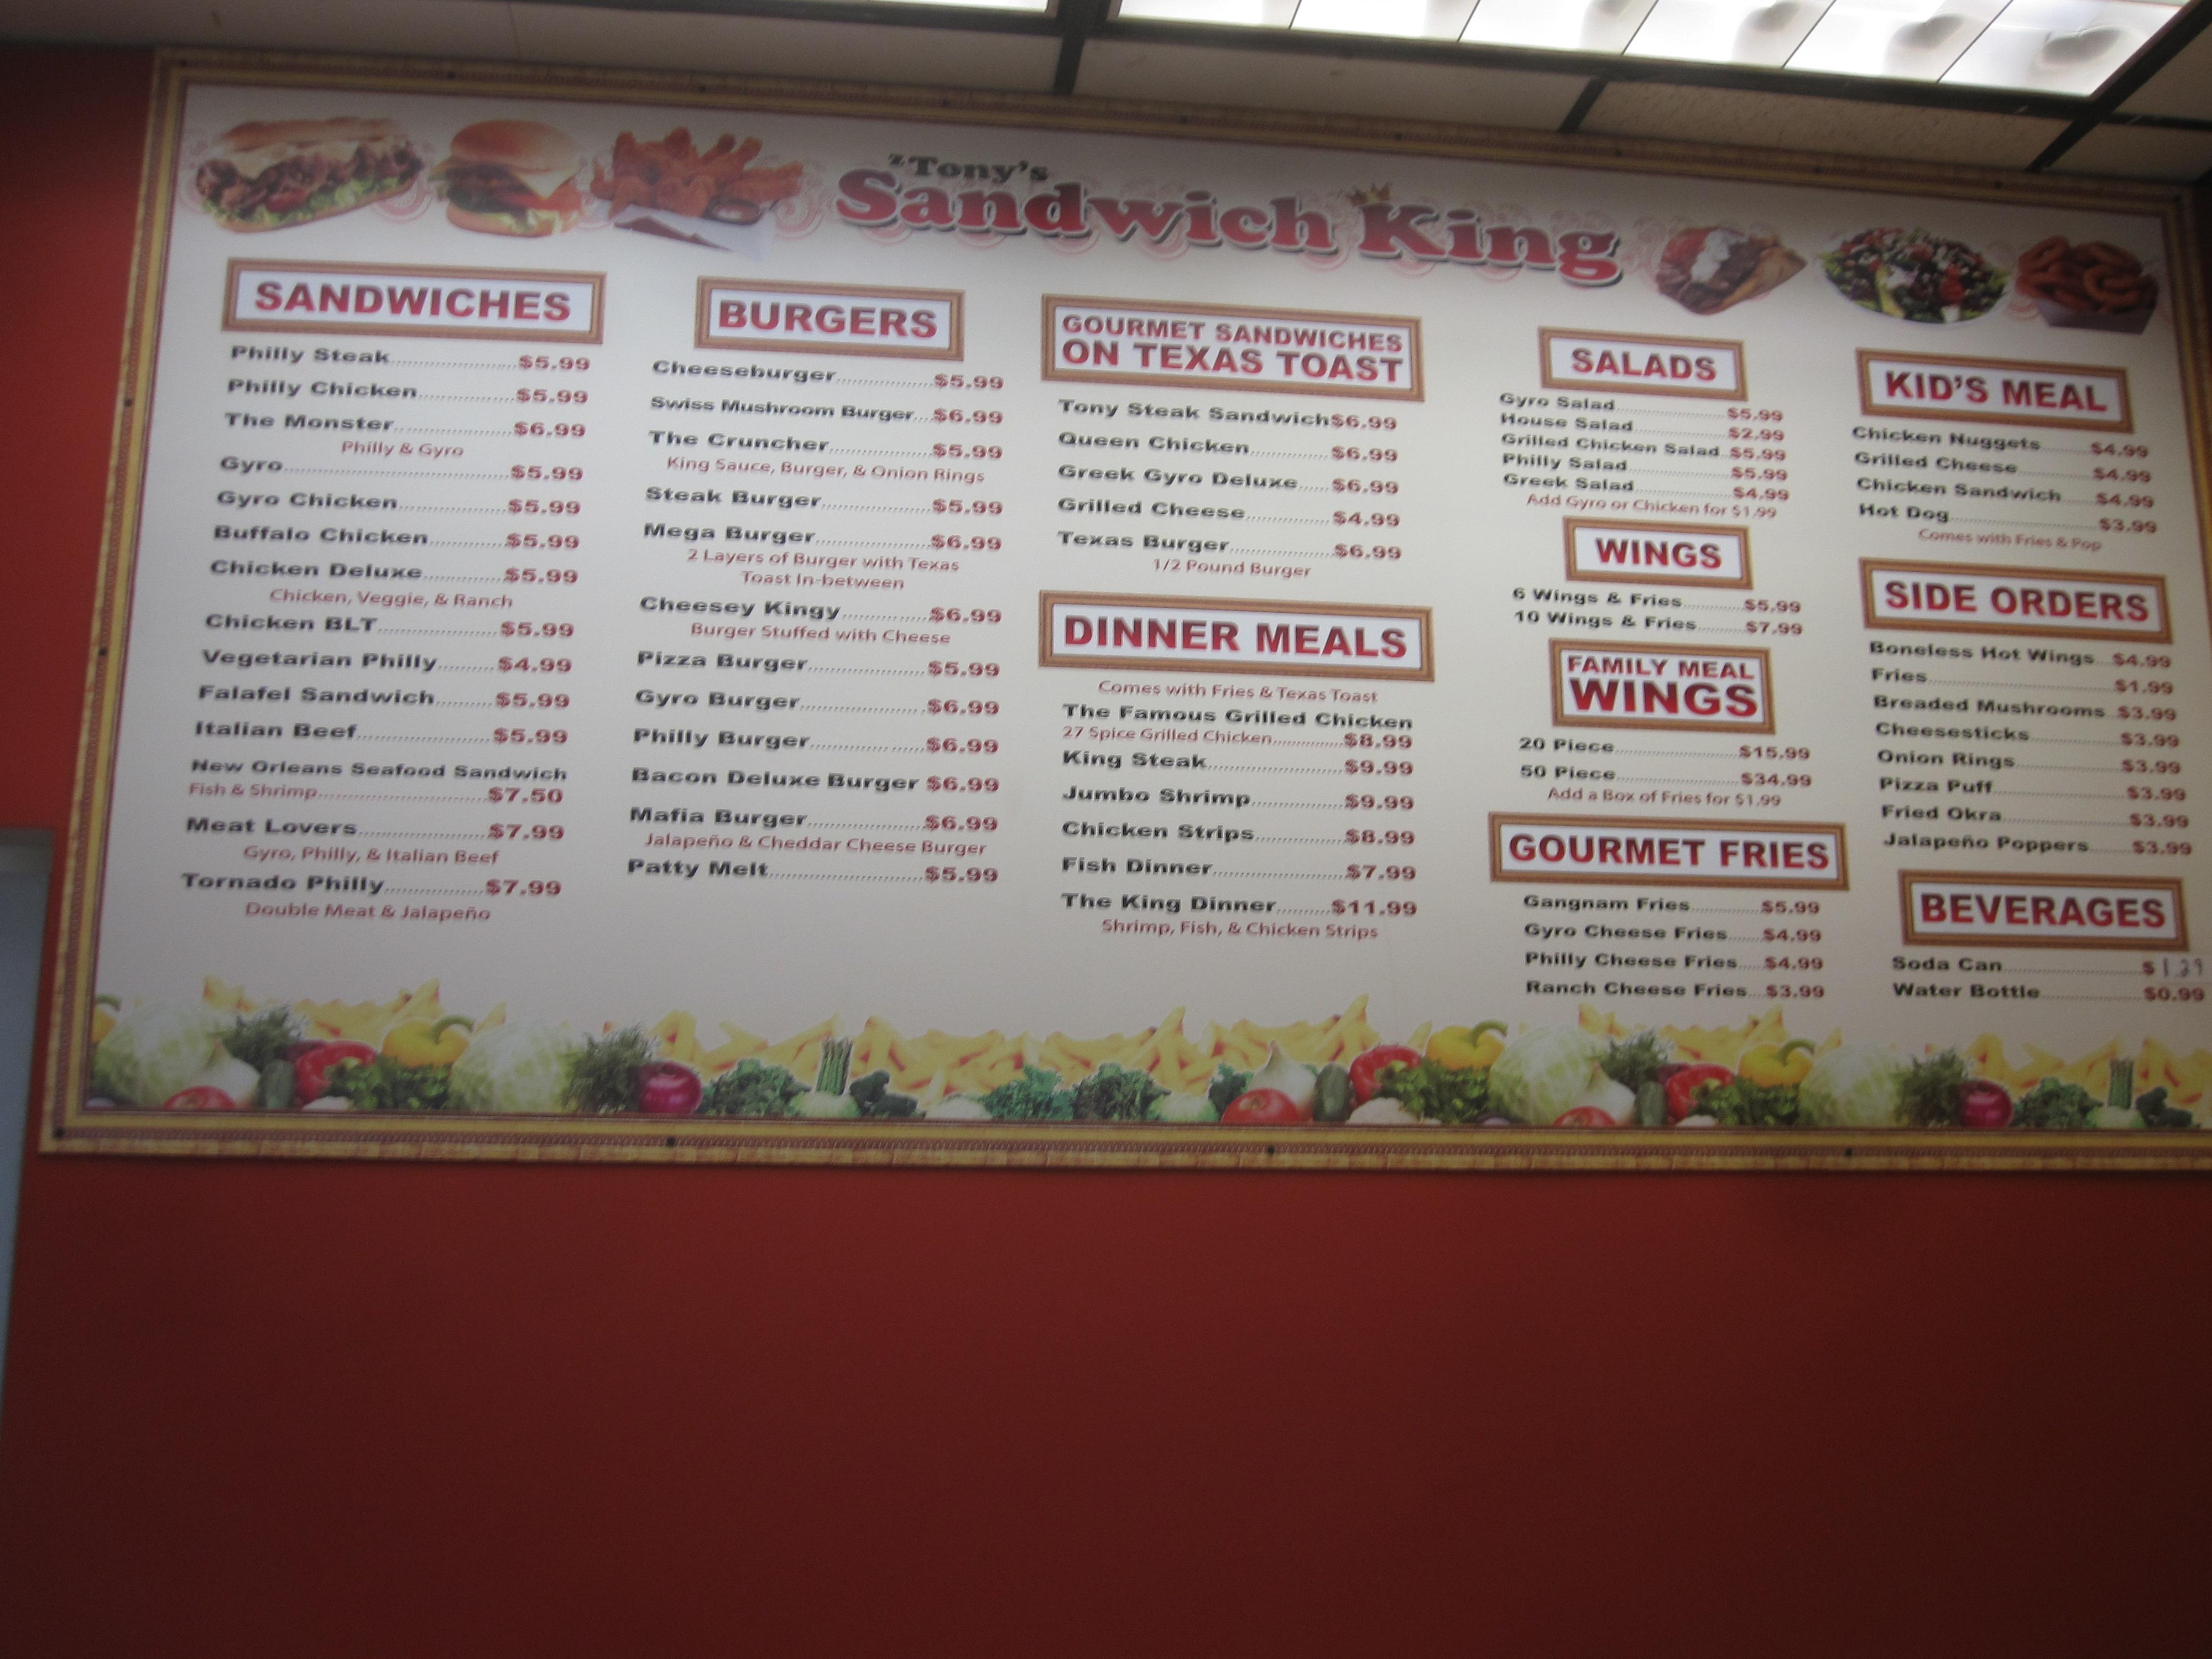 Z Tony's
Sandwich King
SANDWICHES
Philly Steak $5.99
Philly Chicken $5.99
The Monster $6.99
Philly & Gyro
Gyro $5.99
Gyro Chicken $5.99
Buffalo Chicken $5.99
Chicken Deluxe $5.99
Chicken, Veggie, & Ranch
Chicken BLT $5.99
Vegetarian Philly $4.99
Falafel Sandwich $5.99
Italian Beef $5.99
New Orleans Seafood Sandwich
Fish & Shrimp $7.50
Meat Lovers $7.99
Gyro, Philly, & Italian Beef
Tornado Philly $7.99
Double Meat & Jalapeño
BURGERS
Cheeseburger $5.99
Swiss Mushroom Burger $6.99
The Cruncher $5.99
King Sauce, Burger, & Onion Rings
Steak Burger $5.99
Mega Burger $6.99
2 Layers of Burger with Texas
Toast In-between
Cheesey Kingy $6.99
Burger Stuffed with Cheese
Pizza Burger $5.99
Gyro Burger $6.99
Philly Burger $6.99
Bacon Deluxe Burger $6.99
Mafia Burger $6.99
Jalapeño & Cheddar Cheese Burger
Patty Melt $5.99
GOURMET SANDWICHES
ON TEXAS TOAST
Tony Steak Sandwich $6.99
Queen Chicken $6.99
Greek Gyro Deluxe $6.99
Grilled Cheese $4.99
Texas Burger $6.99
1/2 Pound Burger
DINNER MEALS
Comes with Fries & Texas Toast
The Famous Grilled Chicken
27 Spice Grilled Chicken $8.99
King Steak $9.99
Jumbo Shrimp $9.99
Chicken Strips $8.99
Fish Dinner $7.99
The King Dinner $11.99
Shrimp, Fish, & Chicken Strips
SALADS
Gyro Salad $5.99
House Salad $2.99
Grilled Chicken Salad $5.99
Philly Salad $5.99
Greek Salad $4.99
Add Gyro or Chicken for $1.99
WINGS
6 Wings & Fries $5.99
10 Wings & Fries $7.99
FAMILY MEAL
WINGS
20 Piece $15.99
50 Piece $34.99
Add a Box of Fries for $1.99
GOURMET FRIES
Gangnam Fries $5.99
Gyro Cheese Fries $4.99
Philly Cheese Fries $4.99
Ranch Cheese Fries $3.99
KID'S MEAL
Chicken Nuggets $4.99
Grilled Cheese $4.99
Chicken Sandwich $4.99
Hot Dog $3.99
Comes with Fries & Pop
SIDE ORDERS
Boneless Hot Wings $4.99
Fries $1.99
Breaded Mushrooms $3.99
Cheesesticks $3.99
Onion Rings $3.99
Pizza Puff $3.99
Fried Okra $3.99
Jalapeño Poppers $3.99
BEVERAGES
Soda Can $1.29
Water Bottle $0.99